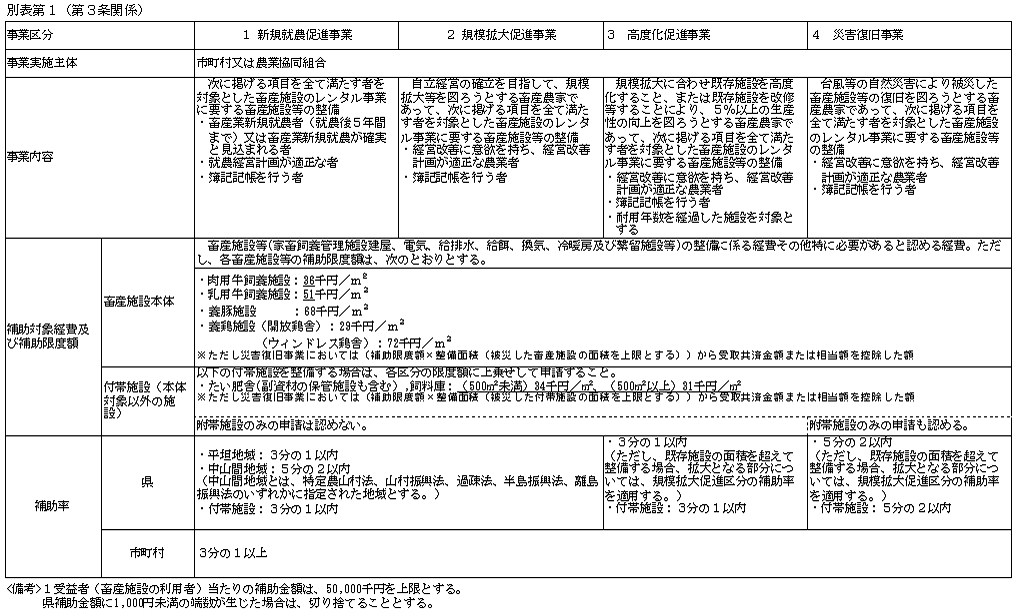 別表第１（第３条関係）
事業区分
１ 新規就農促進事業
２ 規模拡大促進事業
３　高度化促進事業
４　災害復旧事業
事業実施主体
市町村又は農業協同組合
事業内容
次に掲げる項目を全て満たす者を
対象とした畜産施設のレンタル事業
に要する畜産施設等の整備
・畜産業新規就農者（就農後５年間
まで）又は畜産業新規就農が確実
と見込まれる者
・就農経営計画が適正な者
・簿記記帳を行う者
自立経営の確立を目指して、規模
拡大等を図ろうとする畜産農家で
あって、次に掲げる項目を全て満た
す者を対象とした畜産施設のレンタ
ル事業に要する畜産施設等の整備
・経営改善に意欲を持ち、経営改善
計画が適正な農業者
・簿記記帳を行う者
規模拡大に合わせ既存施設を高度
化すること、または既存施設を改修
等することにより、５％以上の生産
性の向上を図ろうとする畜産農家で
あって、次に掲げる項目を全て満た
す者を対象とした畜産施設のレンタ
ル事業に要する畜産施設等の整備
・経営改善に意欲を持ち、経営改善
計画が適正な農業者
・簿記記帳を行う者
・耐用年数を経過した施設を対象と
する
台風等の自然災害により被災した
畜産施設等の復旧を図ろうとする畜
産農家であって、次に掲げる項目を
全て満たす者を対象とした畜産施設
のレンタル事業に要する畜産施設等
の整備
・経営改善に意欲を持ち、経営改善
計画が適正な農業者
・簿記記帳を行う者
補助対象経費及
び補助限度額
畜産施設等(家畜飼養管理施設建屋、電気、給排水、給餌、換気、冷暖房及び繋留施設等)の整備に係る経費その他特に必要があると認める経費。ただ
し、各畜産施設等の補助限度額は、次のとおりとする。
畜産施設本体
・肉用牛飼養施設：36千円／㎡
・乳用牛飼養施設：51千円／㎡
・養豚施設　　　：68千円／㎡
・養鶏施設（開放鶏舎）：29千円／㎡
（ウィンドレス鶏舎）：72千円／㎡
※ただし災害復旧事業においては（補助限度額×整備面積（被災した畜産施設の面積を上限とする））から受取共済金額または相当額を控除した額
付帯施設（本体
対象以外の施
設）
以下の付帯施設を整備する場合は、各区分の限度額に上乗せして申請すること。
・たい肥舎(副資材の保管施設も含む）,飼料庫：（500㎡未満）34千円／㎡、（500㎡以上）31千円／㎡
※ただし災害復旧事業においては（補助限度額×整備面積（被災した付帯施設の面積を上限とする））から受取共済金額または相当額を控除した額
附帯施設のみの申請は認めない。
附帯施設のみの申請も認める。
補助率
県
・平坦地域：３分の１以内
・中山間地域：５分の２以内
（中山間地域とは、特定農山村法、山村振興法、過疎法、半島振興法、離島
振興法のいずれかに指定された地域とする。）
・付帯施設：３分の１以内
・３分の１以内
（ただし、既存施設の面積を超えて
整備する場合、拡大となる部分につ
いては、規模拡大促進区分の補助率
を適用する。）
・付帯施設：３分の１以内
・５分の２以内
（ただし、既存施設の面積を超えて
整備する場合、拡大となる部分につ
いては、規模拡大促進区分の補助率
を適用する。）
・付帯施設：５分の２以内
市町村
３分の１以上
<備考>１受益者（畜産施設の利用者）当たりの補助金額は、50,000千円を上限とする。
県補助金額に1,000円未満の端数が生じた場合は、切り捨てることとする。